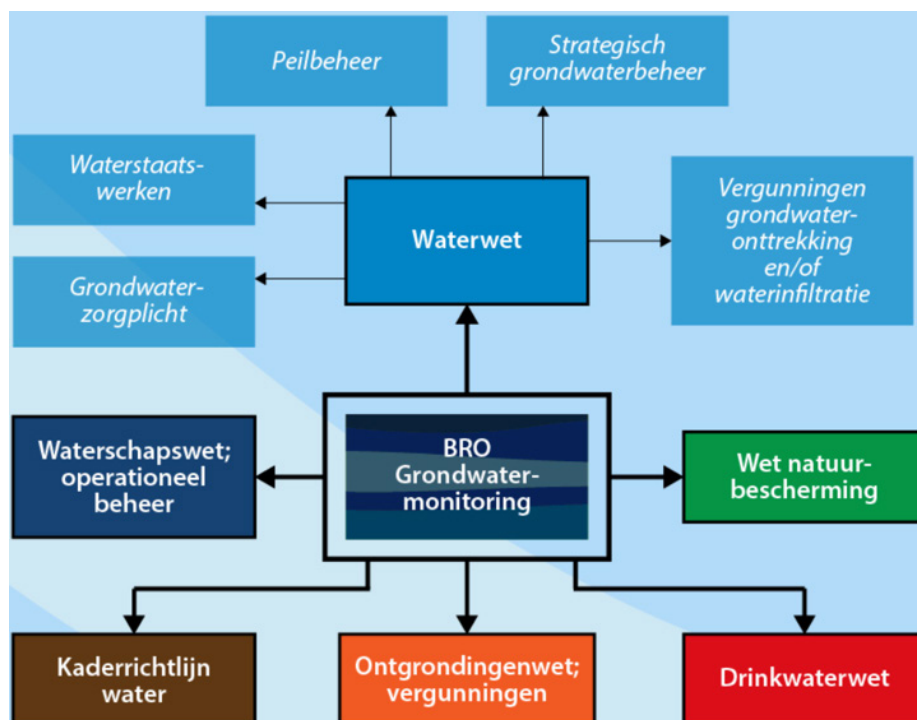 Peilbeheer
Strategisch
grondwaterbeheer
Waterstaats-
werken
Waterwet
Vergunningen
grondwater-
onttrekking
en/of
waterinfiltratie
Grondwater-
zorgplicht
Waterschapswet;
operationeel
beheer
BRO
Grondwater-
monitoring
Wet natuur-
bescherming
Kaderrichtlijn
water
Ontgrondingenwet;
vergunningen
Drinkwaterwet